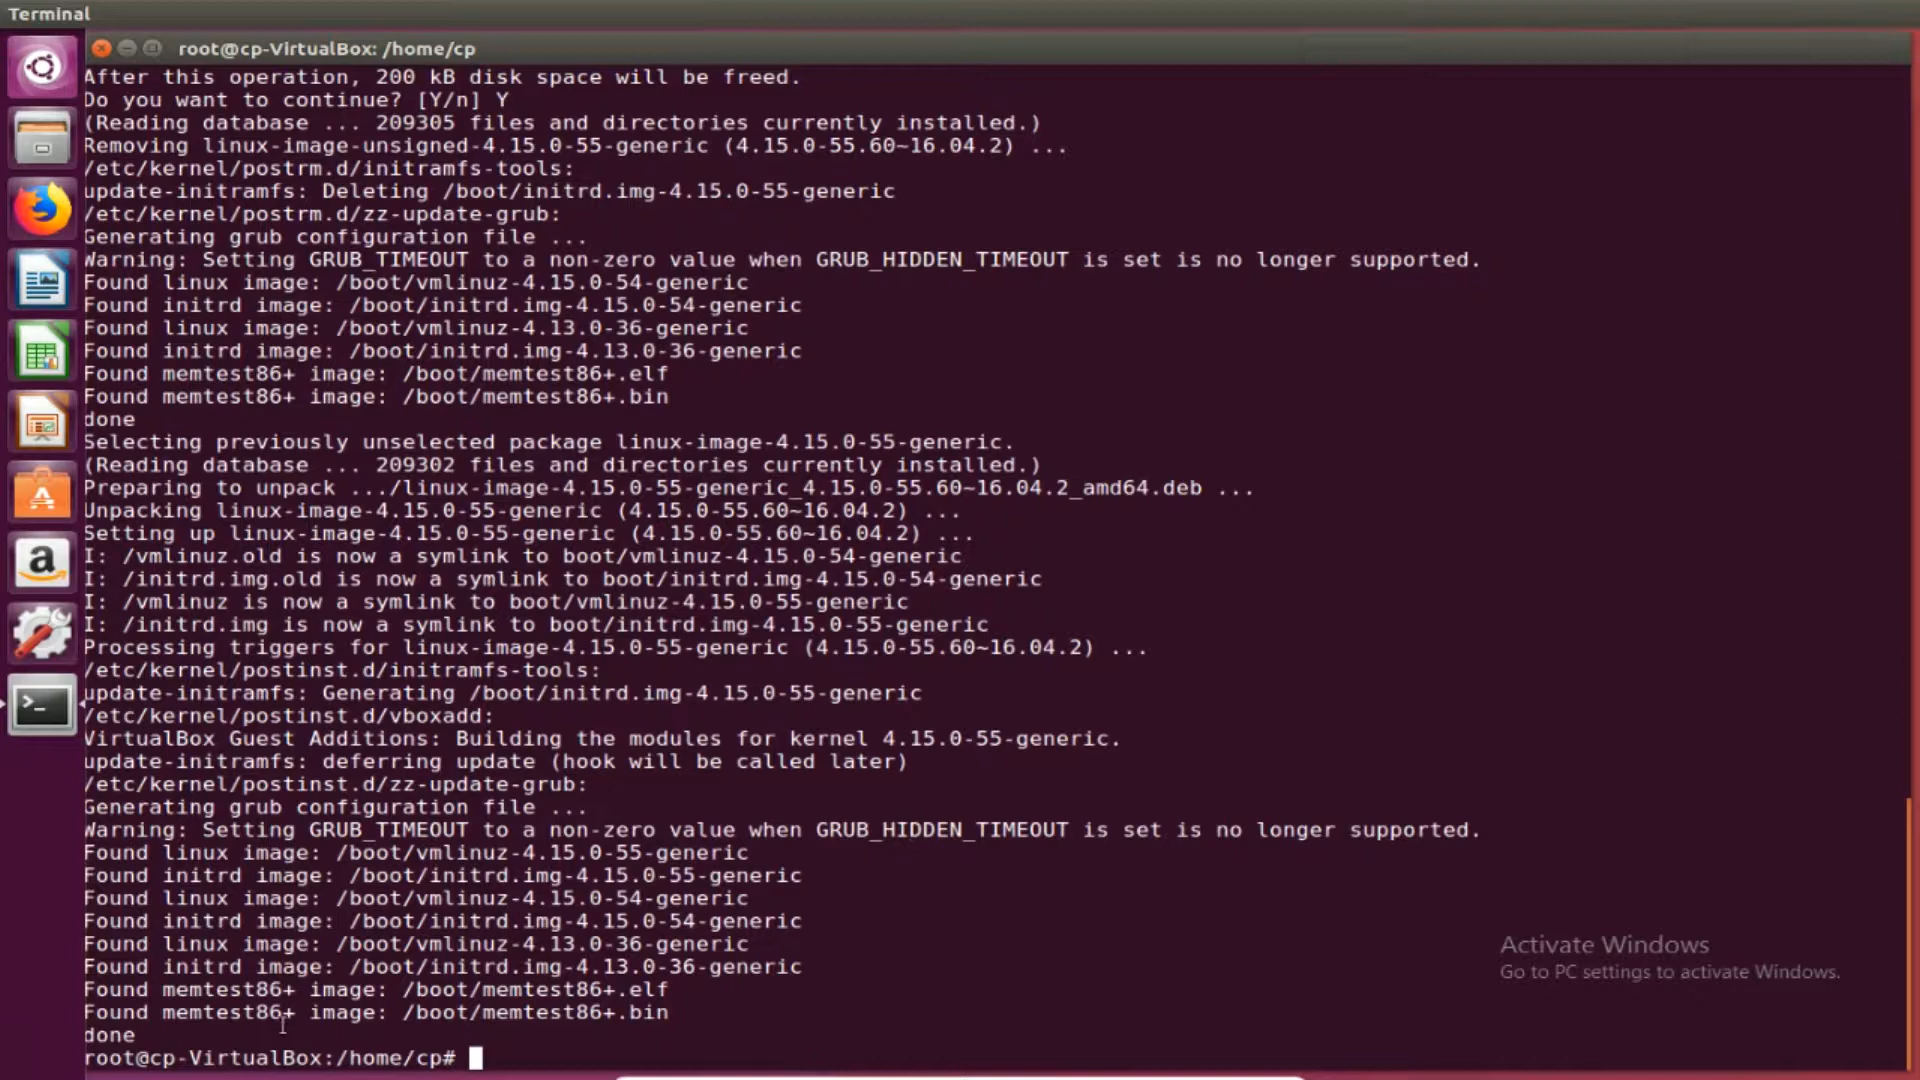 Terminal
root@cp-VirtualBox: /home/cp
After this operation, 200 kB disk space will be freed.
Do you want to continue? [Y/n] Y
(Reading database ... 209305 files and directories currently installed.)
Removing linux-image-unsigned-4.15.0-55-generic (4.15.0-55.60~16.04.2) ...
/etc/kernel/postrm.d/initramfs-tools:
update-initramfs: Deleting /boot/initrd.img-4.15.0-55-generic
/etc/kernel/postrm.d/zz-update-grub:
Generating grub configuration file ...
Warning: Setting GRUB_TIMEOUT to a non-zero value when GRUB_HIDDEN_TIMEOUT is set is no longer supported.
Found linux image: /boot/vmlinuz-4.15.0-54-generic
Found initrd image: /boot/initrd.img-4.15.0-54-generic
Found linux image: /boot/vmlinuz-4.13.0-36-generic
Found initrd image: /boot/initrd.img-4.13.0-36-generic
Found memtest86+ image: /boot/memtest86+.elf
Found memtest86+ image: /boot/memtest86+.bin
done
Selecting previously unselected package linux-image-4.15.0-55-generic.
(Reading database ... 209302 files and directories currently installed.)
Preparing to unpack .../linux-image-4.15.0-55-generic_4.15.0-55.60~16.04.2_amd64.deb ...
Unpacking linux-image-4.15.0-55-generic (4.15.0-55.60~16.04.2) ...
Setting up linux-image-4.15.0-55-generic (4.15.0-55.60~16.04.2) ...
I: /vmlinuz.old is now a symlink to boot/vmlinuz-4.15.0-54-generic
I: /initrd.img.old is now a symlink to boot/initrd.img-4.15.0-54-generic
I: /vmlinuz is now a symlink to boot/vmlinuz-4.15.0-55-generic
I: /initrd.img is now a symlink to boot/initrd.img-4.15.0-55-generic
Processing triggers for linux-image-4.15.0-55-generic (4.15.0-55.60~16.04.2) ...
/etc/kernel/postinst.d/initramfs-tools:
update-initramfs: Generating /boot/initrd.img-4.15.0-55-generic
/etc/kernel/postinst.d/vboxadd:
VirtualBox Guest Additions: Building the modules for kernel 4.15.0-55-generic.
update-initramfs: deferring update (hook will be called later)
/etc/kernel/postinst.d/zz-update-grub:
Generating grub configuration file ...
Warning: Setting GRUB_TIMEOUT to a non-zero value when GRUB_HIDDEN_TIMEOUT is set is no longer supported.
Found linux image: /boot/vmlinuz-4.15.0-55-generic
Found initrd image: /boot/initrd.img-4.15.0-55-generic
Found linux image: /boot/vmlinuz-4.15.0-54-generic
Found initrd image: /boot/initrd.img-4.15.0-54-generic
Found linux image: /boot/vmlinuz-4.13.0-36-generic
Found initrd image: /boot/initrd.img-4.13.0-36-generic
Found memtest86+ image: /boot/memtest86+.elf
Found memtest86+ image: /boot/memtest86+.bin
done
root@cp-VirtualBox:/home/cp#
Activate Windows
Go to PC settings to activate Windows.